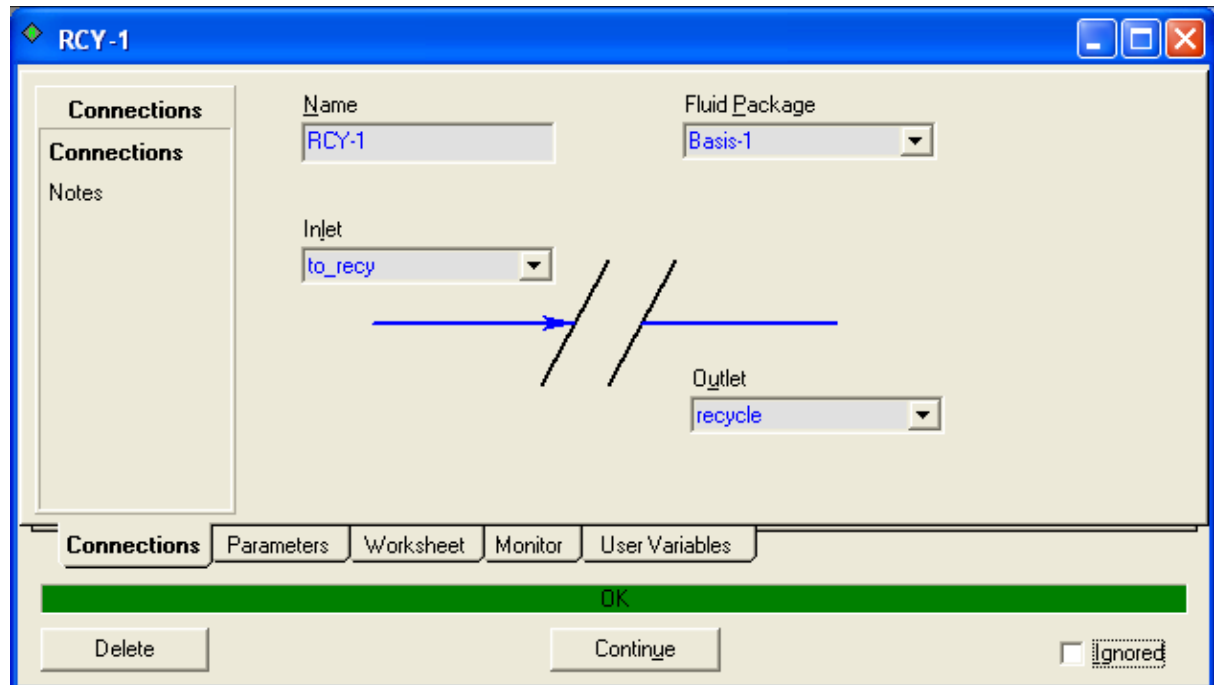 RCY-1
Connections
Connections
Notes
Name
RCY-1
Fluid Package
Basis-1
Inlet
to_recy
Outlet
recycle
Connections Parameters Worksheet Monitor User Variables
OK
Delete Continue Ignored